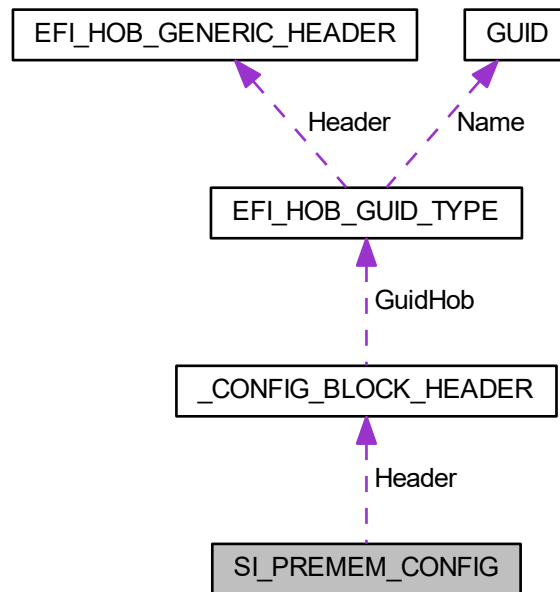 EFI_HOB_GENERIC_HEADER
GUID
Header
Name
EFI_HOB_GUID_TYPE
GuidHob
_CONFIG_BLOCK_HEADER
Header
SI_PREMEM_CONFIG